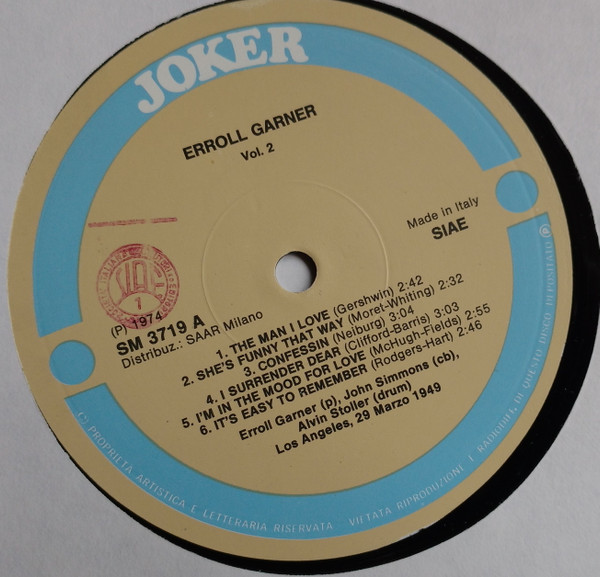 JOKER
ERROLL GARNER
Vol. 2
Made in Italy
SIAE
(P) 1974
SM 3719 A
Distribuz.: SAAR Milano
1. THE MAN I LOVE (Gershwin) 2:42
2. SHE'S FUNNY THAT WAY (Moret-Whiting) 2:32
3. CONFESSIN (Neiburg) 3:04
4. I SURRENDER DEAR (Clifford-Barris) 3:03
5. I'M IN THE MOOD FOR LOVE (McHugh-Fields) 2:55
6. IT'S EASY TO REMEMBER (Rodgers-Hart) 2:46
Erroll Garner (p), John Simmons (cb),
Alvin Stoller (drum)
Los Angeles, 29 Marzo 1949
PROPRIETA ARTISTICA E LETTERARIA RISERVATA VIETATA RIPRODUZIONE E RADIODIFF. DI QUESTO DISCO DEPOSITATO